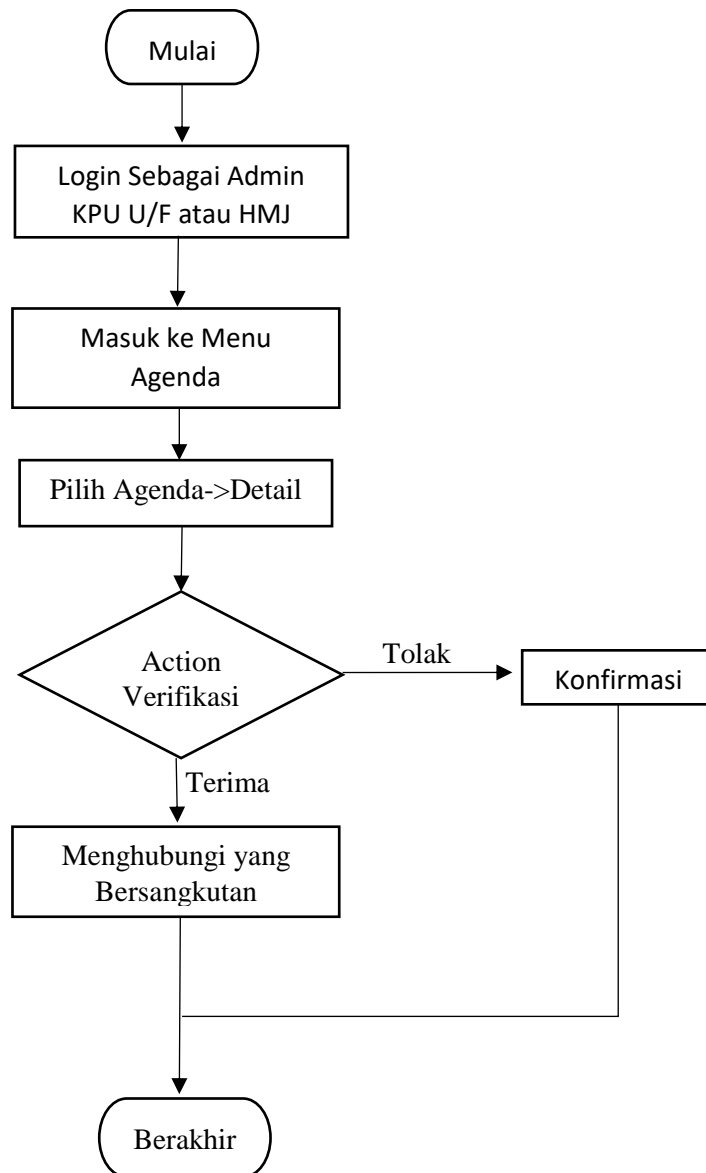 Mulai
Login Sebagai Admin
KPU U/F atau HMJ
Masuk ke Menu
Agenda
Pilih Agenda->Detail
Action
Verifikasi
Tolak
Konfirmasi
Terima
Menghubungi yang
Bersangkutan
Berakhir